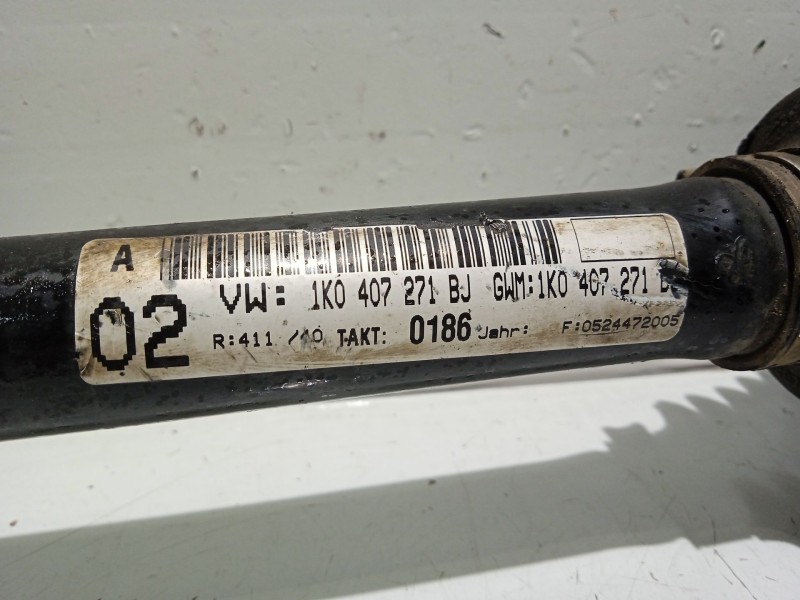 A
02
VW: 1K0 407 271 BJ GWM:1K0 407 271
R:411 /10 TAKT: 0186 Jahr: F:0524472005